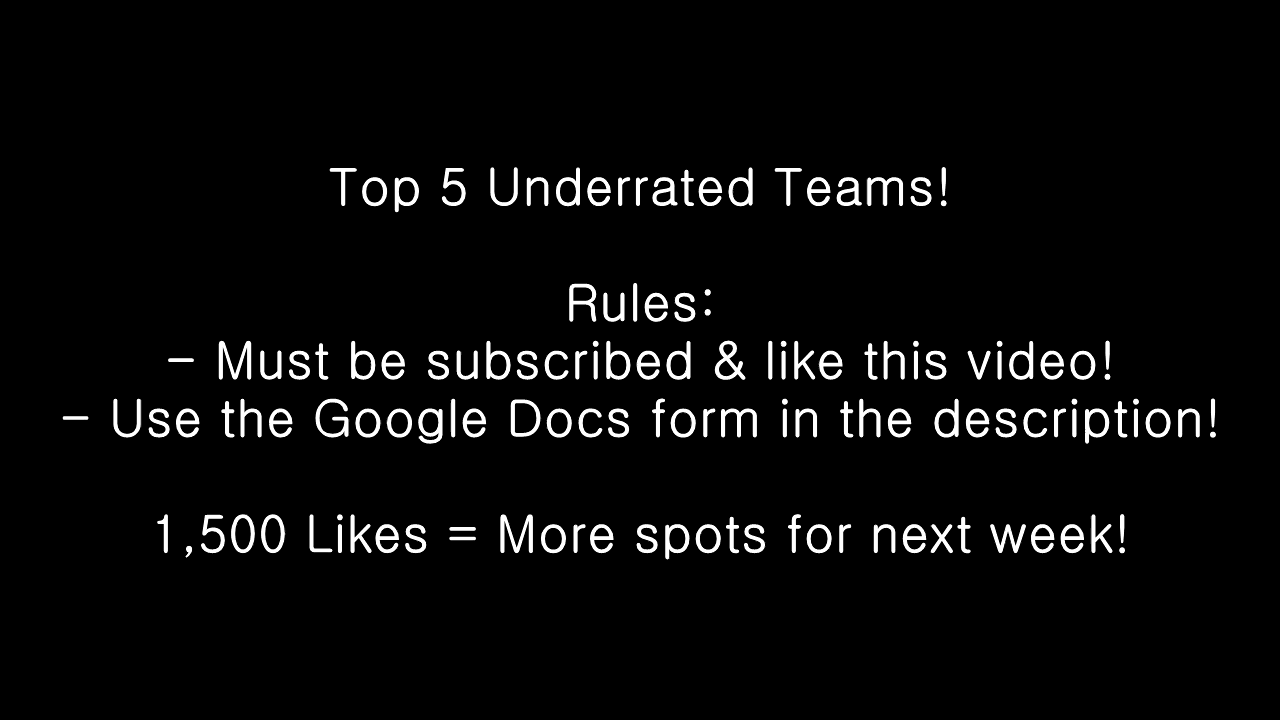 Top 5 Underrated Teams!
Rules:
- Must be subscribed & like this video!
- Use the Google Docs form in the description!
1,500 Likes = More spots for next week!